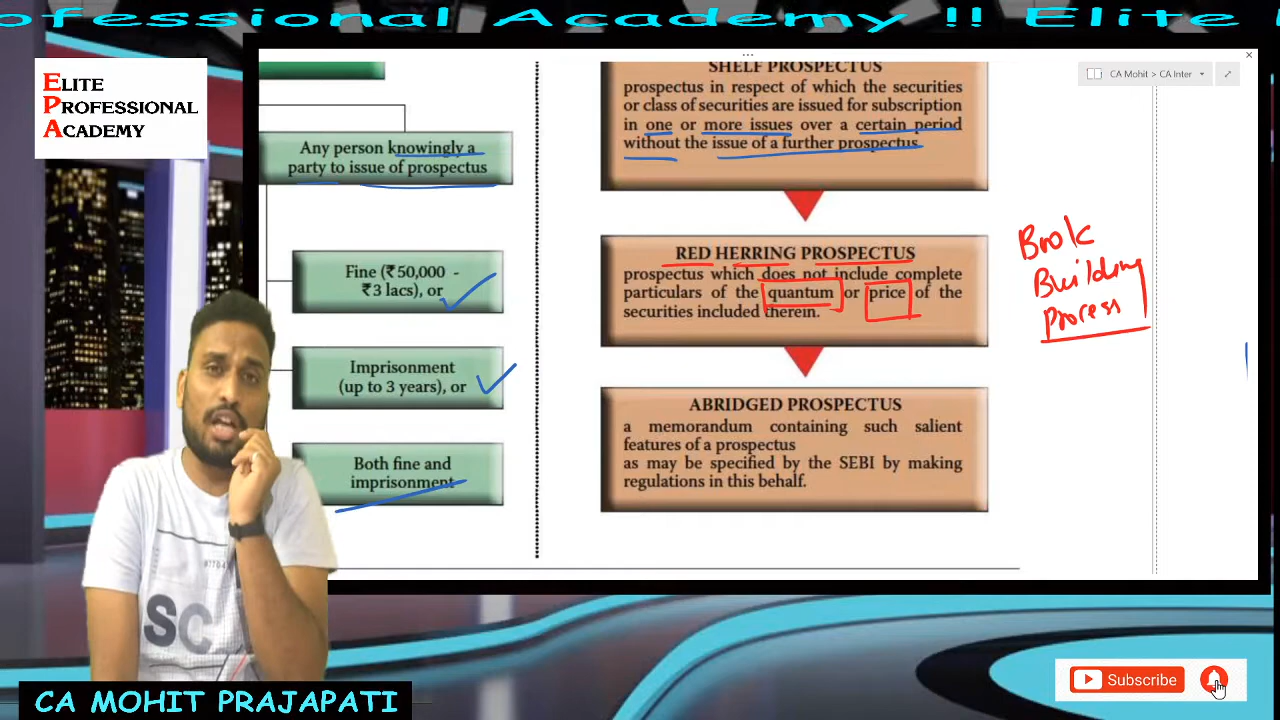 ofessional Academy !! Elite
ELITE
PROFESSIONAL
ACADEMY
CA Mohit > CA Inter
Any person knowingly a
party to issue of prospectus
Fine (₹50,000 -
₹3 lacs), or
Imprisonment
(up to 3 years), or
Both fine and
imprisonment
SHELF PROSPECTUS
prospectus in respect of which the securities
or class of securities are issued for subscription
in one or more issues over a certain period
without the issue of a further prospectus.
RED HERRING PROSPECTUS
prospectus which does not include complete
particulars of the quantum or price of the
securities included therein.
ABRIDGED PROSPECTUS
a memorandum containing such salient
features of a prospectus
as may be specified by the SEBI by making
regulations in this behalf.
Book
Building
Process
SC
CA MOHIT PRAJAPATI
Subscribe